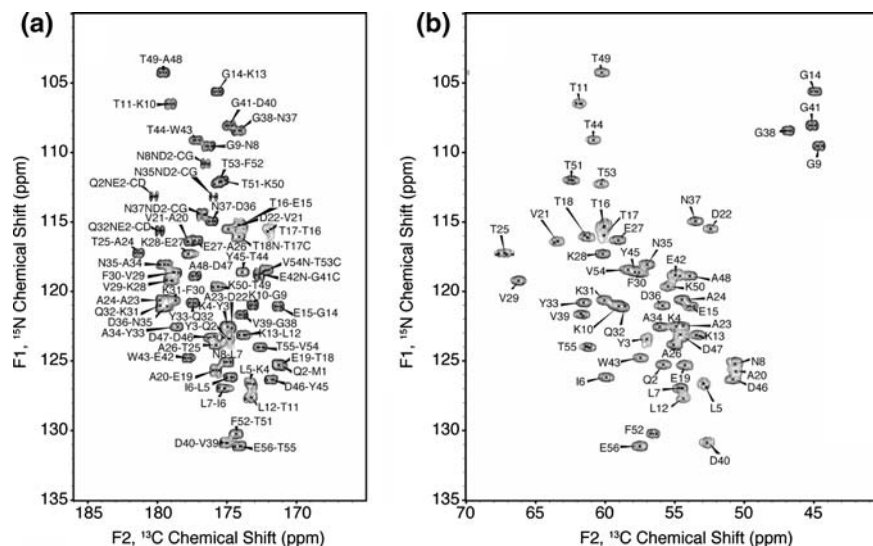 (a)
(b)
T49-A48
G14-K13
T11-K10
G41-D40
G38-N37
T44-W43
G9-N8
N8ND2-CG
T53-F52
N35ND2-CG
T51-K50
Q2NE2-CD
N37ND2-CG
N37-D36
T16-E15
V21-A20
D22-V21
Q32NE2-CD
T17-T16
K28-E27
E27-A26
T18N-T17C
T25-A24
Y45-T44
V54N-T53C
N35-A34
A48-D47
E42N-G41C
F30-V29
K50-T49
V29-K28
K31-F30
A23-D22
K10-G9
A24-A23
K4-Y3
E15-G14
Q32-K31
Y33-Q32
V39-G38
D36-N35
Y3-Q2
K13-L12
A34-Y33
D47-D46
T55-V54
A26-T25
N8-L7
W43-E42
E19-T18
L5-K4
Q2-M1
A20-E19
I6-L5
D46-Y45
L7-I6
L12-T11
F52-T51
D40-V39
E56-T55
105
110
115
120
125
130
135
185
180
175
170
F1, ¹⁵N Chemical Shift (ppm)
F2, ¹³C Chemical Shift (ppm)
T49
G14
T11
G41
T44
G38
G9
T51
T53
N37
D22
T16
T18
T17
V21
E27
T25
K28
N35
V54
Y45
E42
F30
A48
V29
K50
K31
D36
A24
Y33
E15
V39
K10
Q32
A34
K4
A23
Y3
K13
T55
A26
D47
W43
N8
Q2
E19
A20
I6
L7
D46
L12
L5
F52
E56
D40
105
110
115
120
125
130
135
70
60
50
40
F1, ¹⁵N Chemical Shift (ppm)
F2, ¹³C Chemical Shift (ppm)